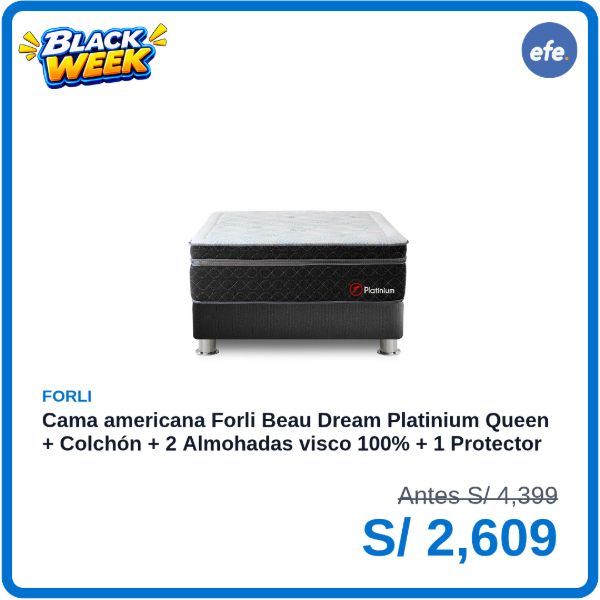 BLACK
WEEK
efe.
Platinium
FORLI
Cama americana Forli Beau Dream Platinium Queen
+ Colchón + 2 Almohadas visco 100% + 1 Protector
Antes S/ 4,399
S/ 2,609